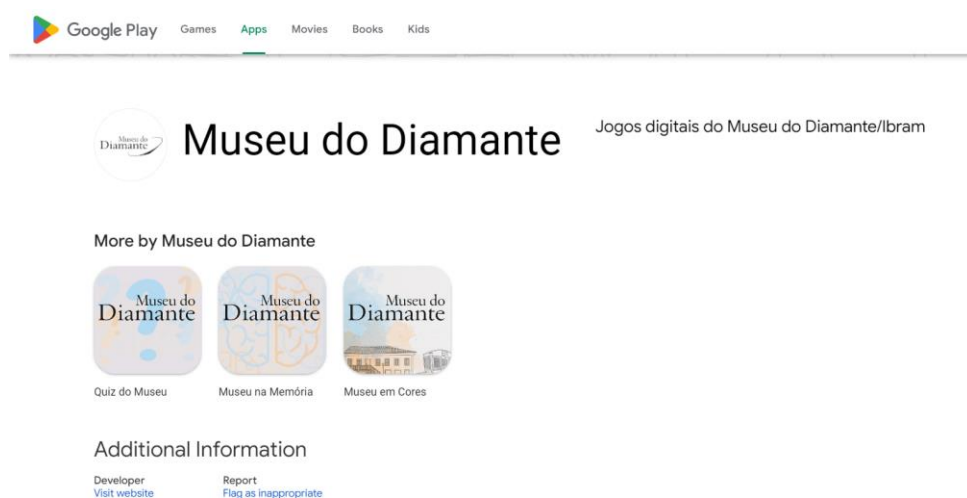 Google Play Games Apps Movies Books Kids
Museu do Diamante
Museu do Diamante
Jogos digitais do Museu do Diamante/Ibram
More by Museu do Diamante
Museu do Museu do Museu do
Diamante Diamante Diamante
Quiz do Museu Museu na Memória Museu em Cores
Additional Information
Developer Report
Visit website Flag as inappropriate